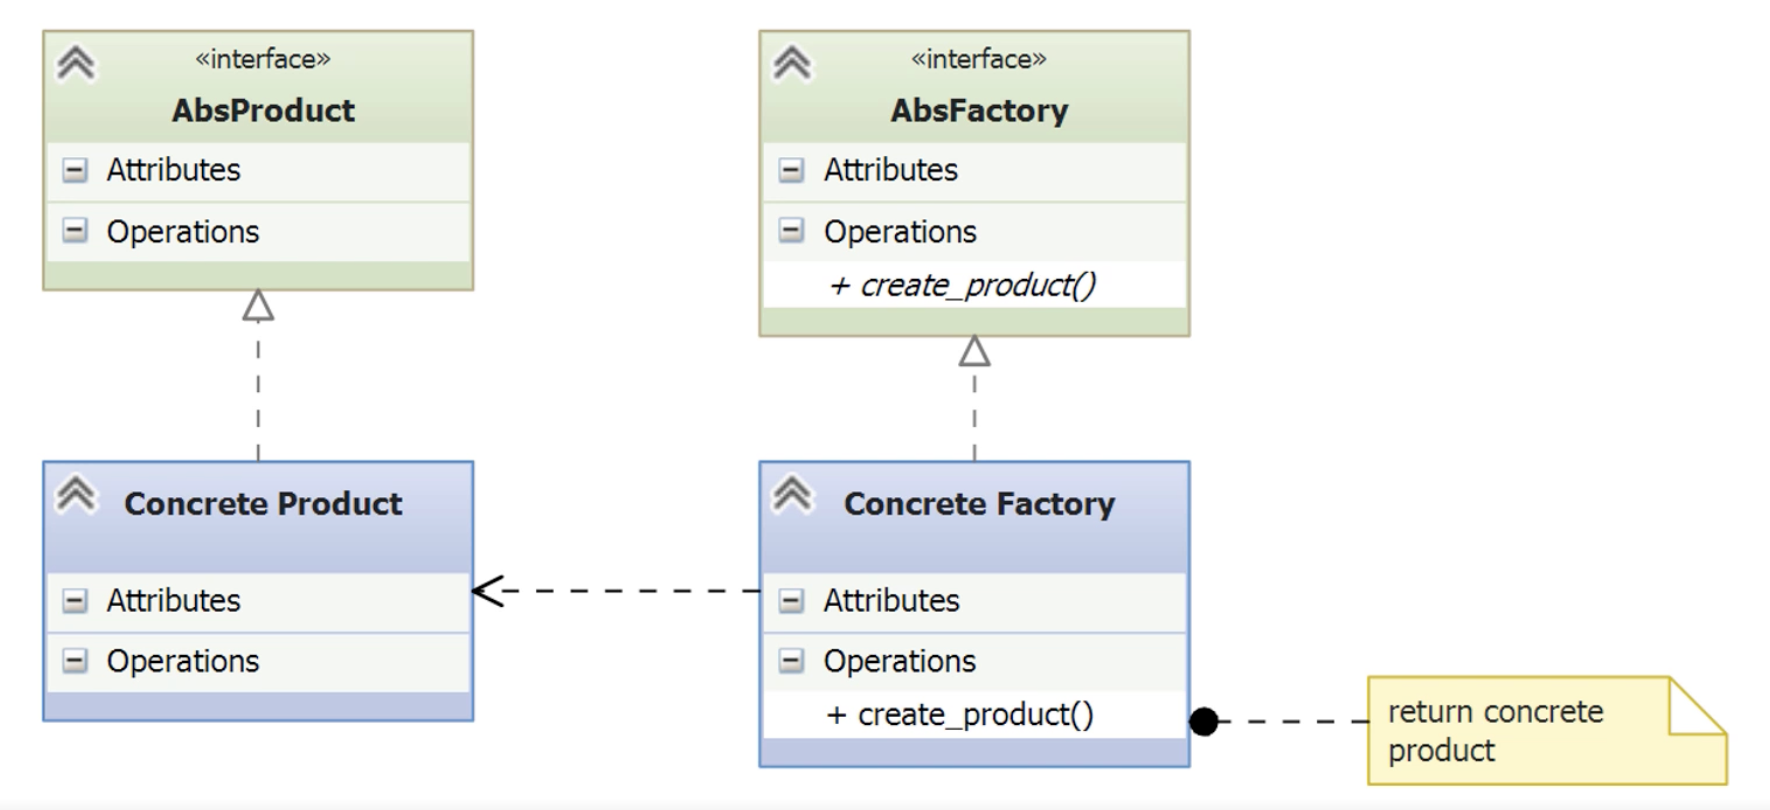 «interface»
AbsProduct
Attributes
Operations
«interface»
AbsFactory
Attributes
Operations
+ create_product()
Concrete Product
Attributes
Operations
Concrete Factory
Attributes
Operations
+ create_product()
return concrete
product